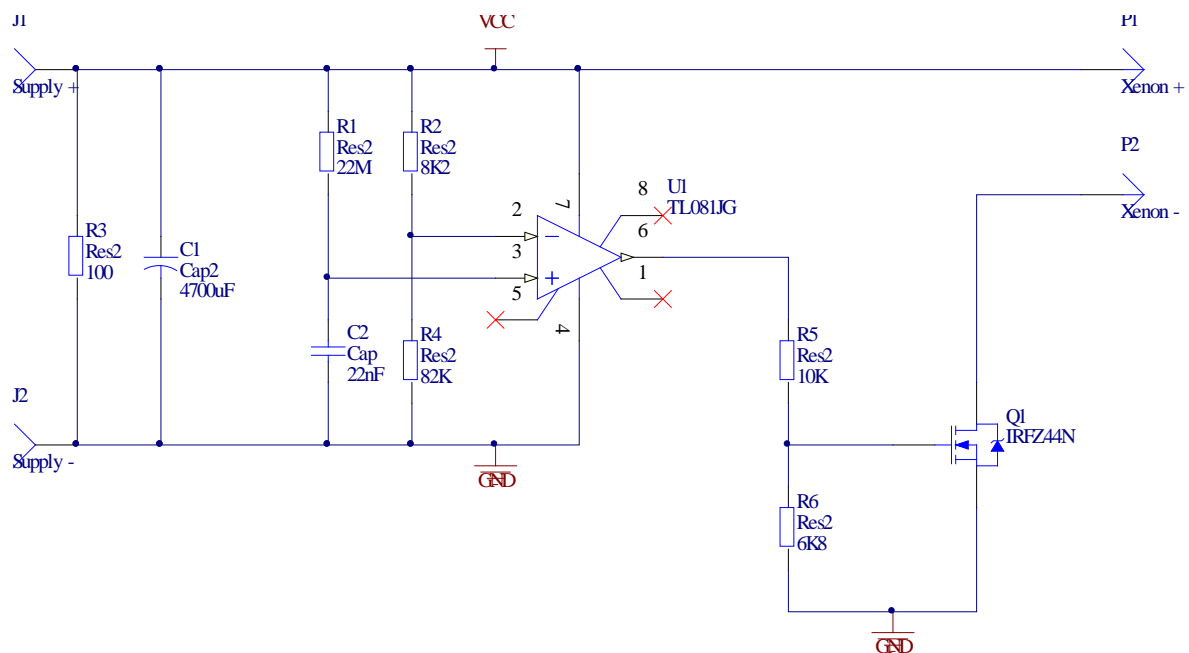 J1
VCC
P1
Supply +
Xenon +
R1
Res2
22M
R2
Res2
8K2
P2
8
U1
TL081JG
7
2
6
Xenon -
R3
Res2
100
C1
Cap2
4700uF
3
−
+
1
5
4
C2
Cap
22nF
R4
Res2
82K
R5
Res2
10K
J2
Q1
IRFZ44N
Supply -
GND
R6
Res2
6K8
GND